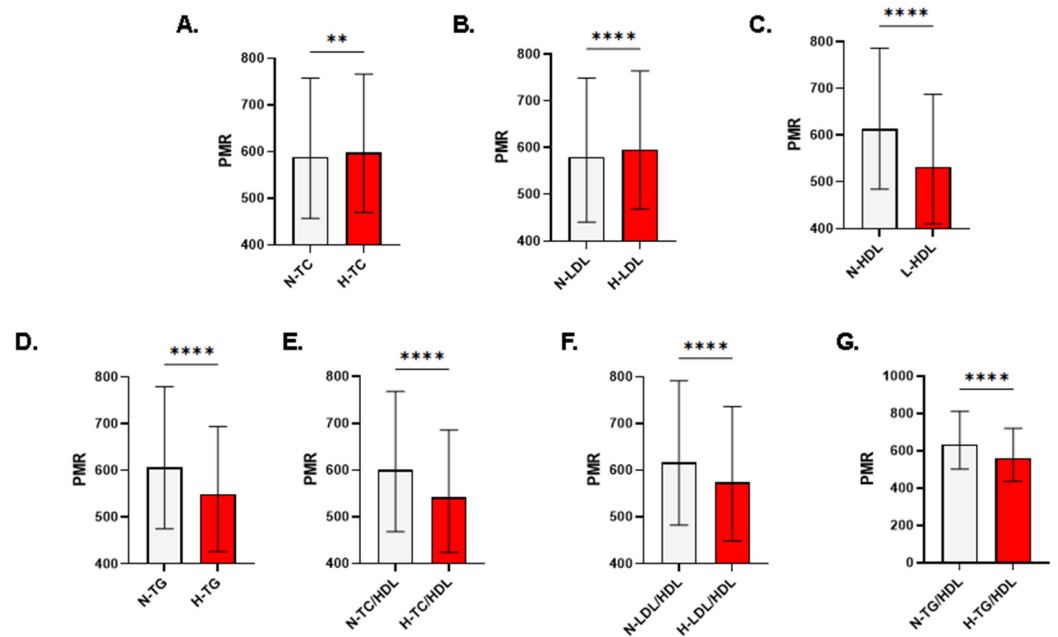 A.
**
PMR
800
700
600
500
400
N-TC
H-TC
B.
****
PMR
800
700
600
500
400
N-LDL
H-LDL
C.
****
PMR
800
700
600
500
400
N-HDL
L-HDL
D.
****
PMR
800
700
600
500
400
N-TG
H-TG
E.
****
PMR
800
700
600
500
400
N-TC/HDL
H-TC/HDL
F.
****
PMR
800
700
600
500
400
N-LDL/HDL
H-LDL/HDL
G.
****
PMR
1000
800
600
400
200
0
N-TG/HDL
H-TG/HDL